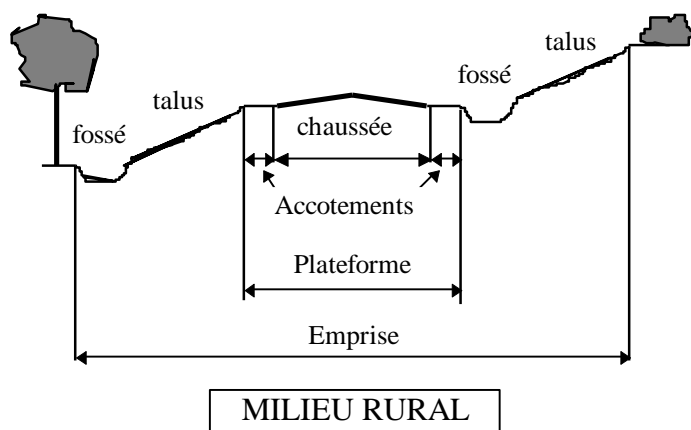 talus
fossé
talus
fossé
chaussée
Accotements
Plateforme
Emprise
MILIEU RURAL